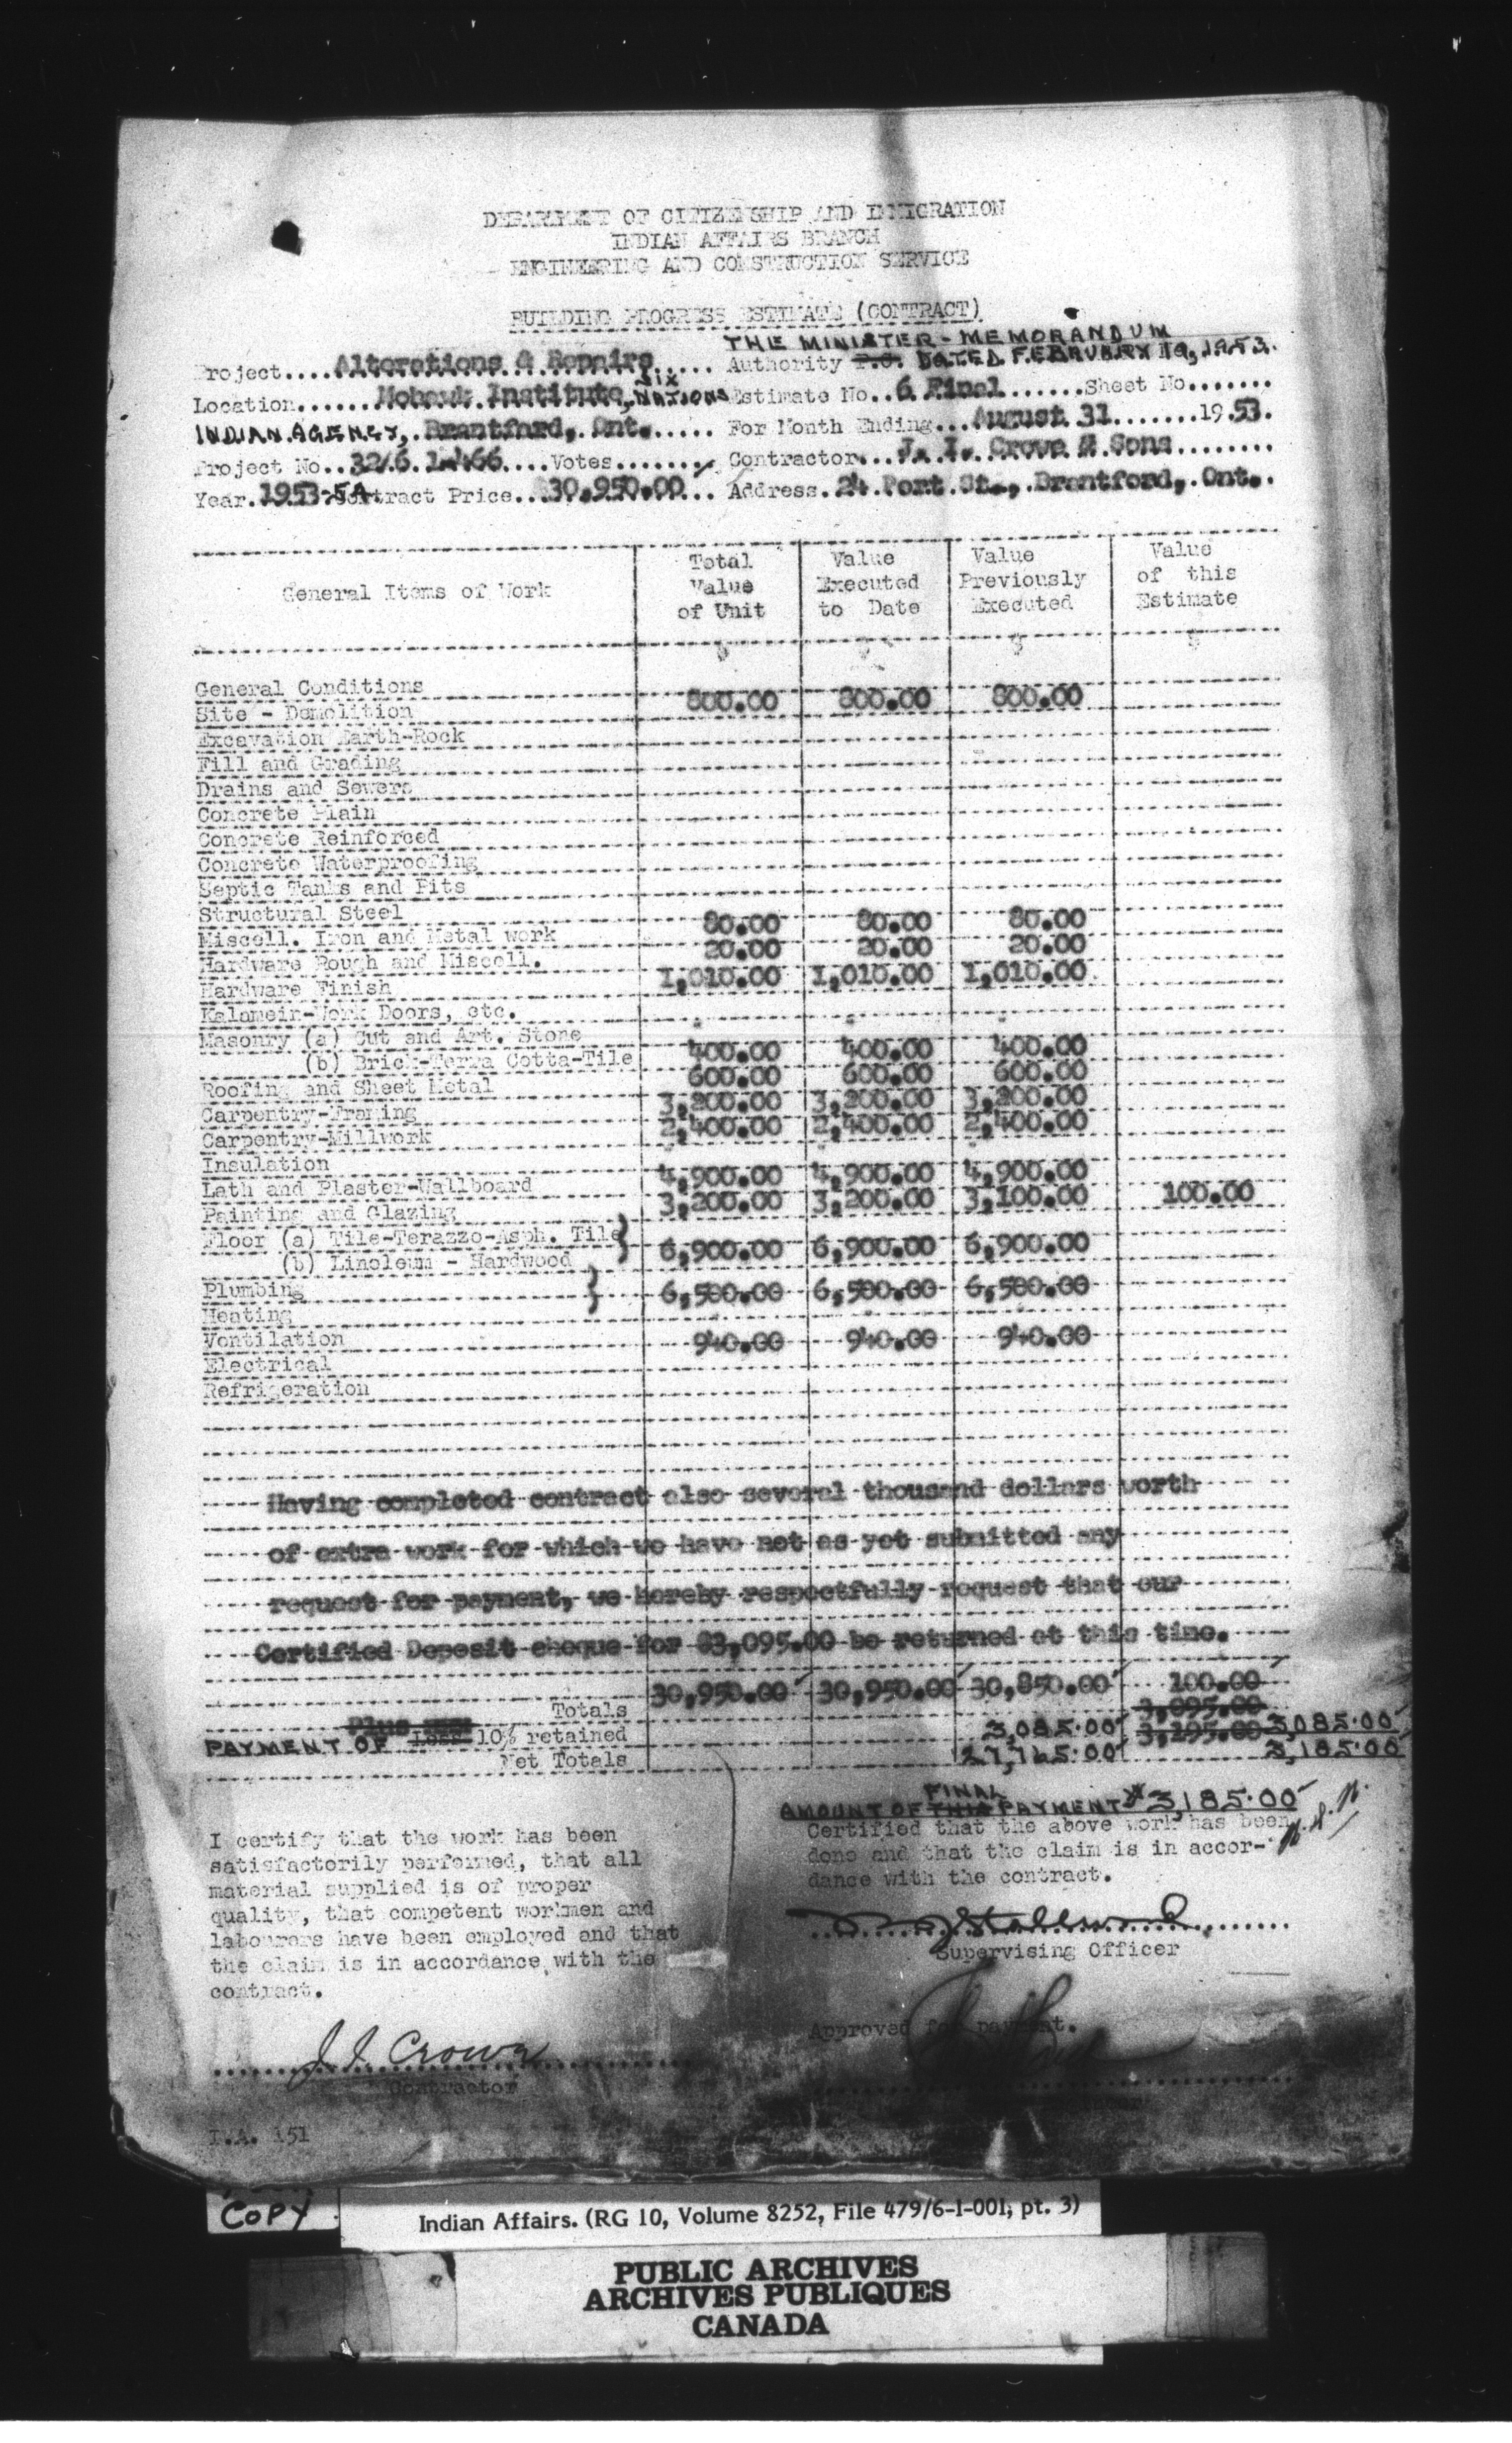 DEPARTMENT OF CITIZENSHIP AND IMMIGRATION
INDIAN AFFAIRS BRANCH
ENGINEERING AND CONSTRUCTION SERVICE
BUILDING PROGRESS ESTIMATE (CONTRACT)
THE MINISTER - MEMORANDUM
Project....Alterations & Repairs..... Authority P.C. DATED FEBRUARY 19, 1953.
Location.......Mohawk Institute, SIX NATIONS Estimate No..6 Final.......Sheet No.......
INDIAN AGENCY, Brantford, Ont...... For Month Ending...August 31.......1953.
Project No..32/6.1-466....Votes........ Contractor...J. I. Crowe & Sons........
Year.1953-54 Contract Price..$30,950.00... Address.24 Port St., Brantford, Ont..
General Items of Work | Total Value of Unit | Value Executed to Date | Value Previously Executed | Value of this Estimate
$ $ $ $
General Conditions
Site - Demolition 800.00 800.00 800.00
Excavation Earth-Rock
Fill and Grading
Drains and Sewers
Concrete Plain
Concrete Reinforced
Concrete Waterproofing
Septic Tanks and Pits
Structural Steel
Miscell. Iron and Metal work 80.00 80.00 80.00
Hardware Rough and Miscell. 20.00 20.00 20.00
Hardware Finish 1,010.00 1,010.00 1,010.00
Kalamein-Work Doors, etc.
Masonry (a) Cut and Art. Stone
(b) Brick-Terra Cotta-Tile 400.00 400.00 400.00
Roofing and Sheet Metal 600.00 600.00 600.00
Carpentry-Framing 3,200.00 3,200.00 3,200.00
Carpentry-Millwork 2,400.00 2,400.00 2,400.00
Insulation
Lath and Plaster-Wallboard 4,900.00 4,900.00 4,900.00
Painting and Glazing 3,200.00 3,200.00 3,100.00 100.00
Floor (a) Tile-Terazzo-Asph. Tile
(b) Linoleum - Hardwood 6,900.00 6,900.00 6,900.00
Plumbing
Heating 6,500.00 6,500.00 6,500.00
Ventilation
Electrical 940.00 940.00 940.00
Refrigeration
Having completed contract also several thousand dollars worth
of extra work for which we have not as yet submitted any
request for payment, we hereby respectfully request that our
Certified Deposit cheque for $3,095.00 be returned at this time.
Totals 30,950.00 30,950.00 30,850.00 100.00
3,095.00
PAYMENT OF Plus Less 10% retained 3,085.00 3,195.00 3,085.00
Net Totals 27,765.00 3,185.00
FINAL
AMOUNT OF THIS PAYMENT $3,185.00
I certify that the work has been
satisfactorily performed, that all
material supplied is of proper
quality, that competent workmen and
labourers have been employed and that
the claim is in accordance with the
contract.
Certified that the above work has been
done and that the claim is in accor-
dance with the contract.
Supervising Officer
Approved for payment.
J. I. Crowe
Contractor
I.A. 151
COPY
Indian Affairs. (RG 10, Volume 8252, File 479/6-1-001, pt. 3)
PUBLIC ARCHIVES
ARCHIVES PUBLIQUES
CANADA